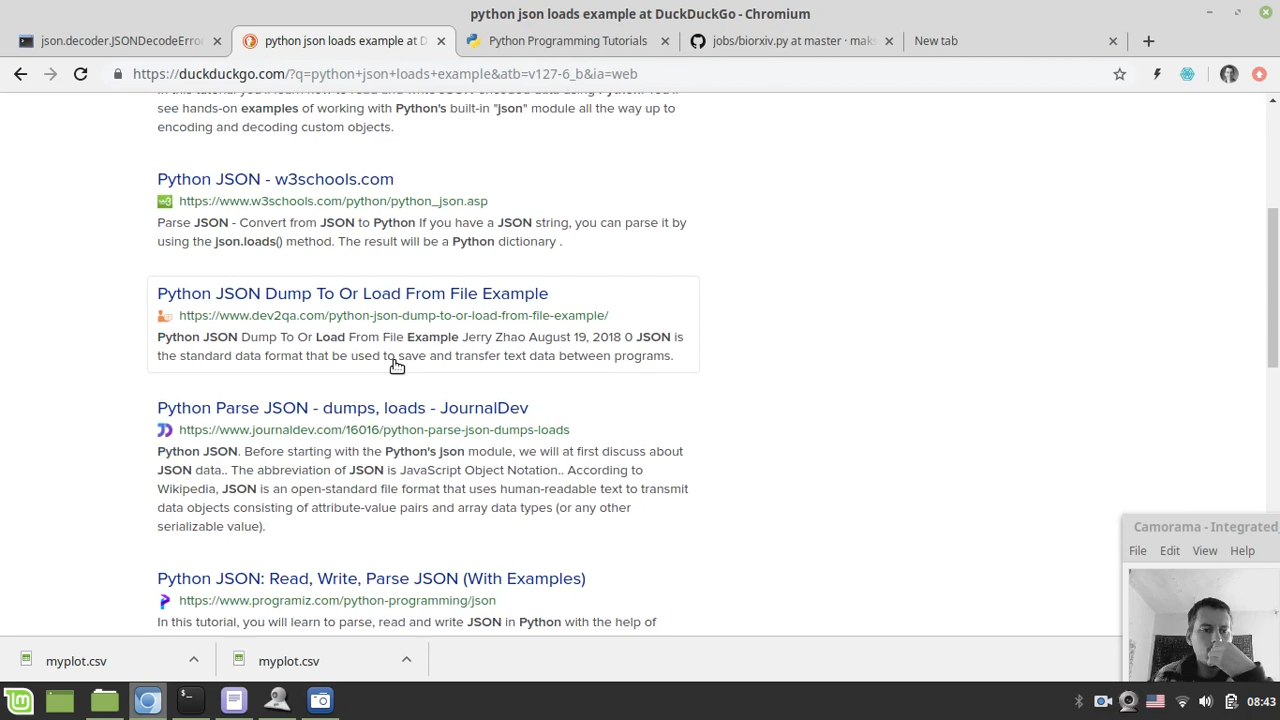 python json loads example at DuckDuckGo - Chromium
json.decoder.JSONDecodeErro
python json loads example at D
Python Programming Tutorials
jobs/biorxiv.py at master · maks
New tab
https://duckduckgo.com/?q=python+json+loads+example&atb=v127-6_b&ia=web
see hands-on examples of working with Python's built-in "json" module all the way up to
encoding and decoding custom objects.
Python JSON - w3schools.com
https://www.w3schools.com/python/python_json.asp
Parse JSON - Convert from JSON to Python If you have a JSON string, you can parse it by
using the json.loads() method. The result will be a Python dictionary .
Python JSON Dump To Or Load From File Example
https://www.dev2qa.com/python-json-dump-to-or-load-from-file-example/
Python JSON Dump To Or Load From File Example Jerry Zhao August 19, 2018 0 JSON is
the standard data format that be used to save and transfer text data between programs.
Python Parse JSON - dumps, loads - JournalDev
https://www.journaldev.com/16016/python-parse-json-dumps-loads
Python JSON. Before starting with the Python's json module, we will at first discuss about
JSON data.. The abbreviation of JSON is JavaScript Object Notation.. According to
Wikipedia, JSON is an open-standard file format that uses human-readable text to transmit
data objects consisting of attribute-value pairs and array data types (or any other
serializable value).
Python JSON: Read, Write, Parse JSON (With Examples)
https://www.programiz.com/python-programming/json
In this tutorial, you will learn to parse, read and write JSON in Python with the help of
Camorama - Integrated
File Edit View Help
myplot.csv
myplot.csv
08:43